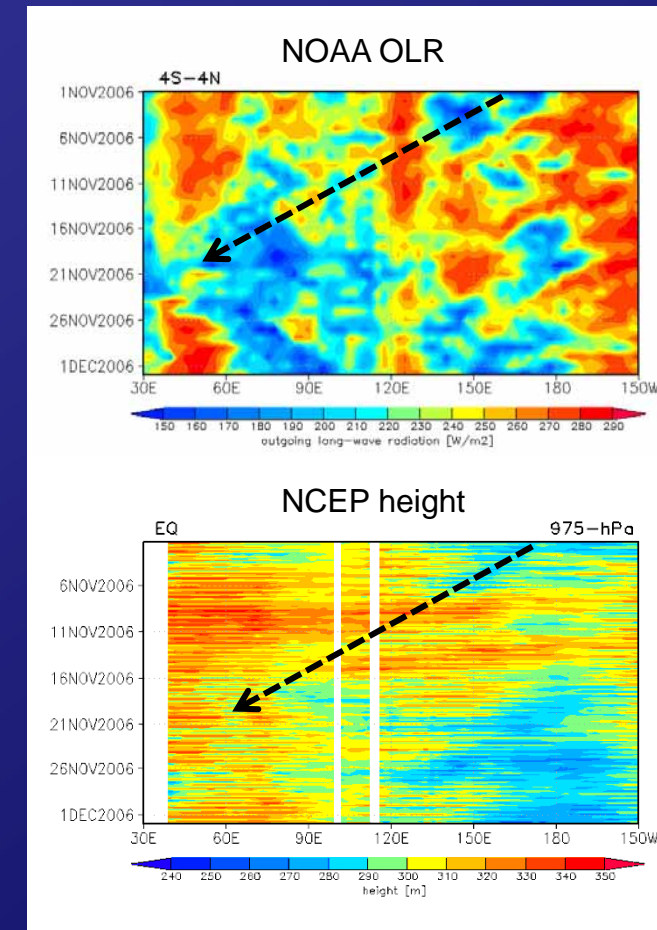 NOAA OLR
4S-4N
1NOV2006
6NOV2006
11NOV2006
16NOV2006
21NOV2006
26NOV2006
1DEC2006
30E 60E 90E 120E 150E 180 150W
150 160 170 180 190 200 210 220 230 240 250 260 270 280 290
outgoing long-wave radiation [W/m2]
NCEP height
EQ 975-hPa
6NOV2006
11NOV2006
16NOV2006
21NOV2006
26NOV2006
1DEC2006
30E 60E 90E 120E 150E 180 150W
240 250 260 270 280 290 300 310 320 330 340 350
height [m]